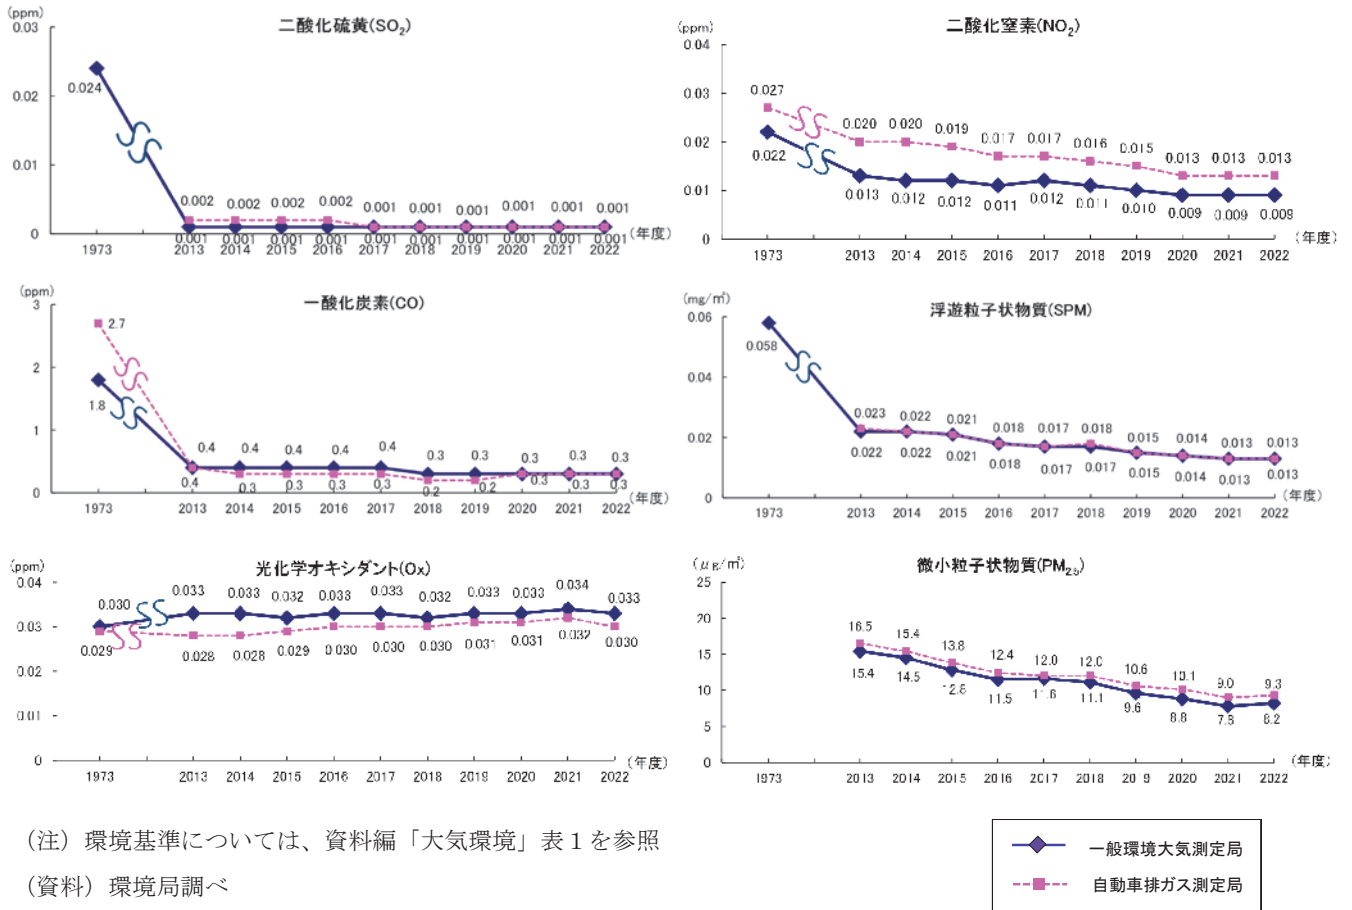 二酸化硫黄(SO₂)
(ppm)
0.03
0.02
0.01
0
0.024
0.002 0.002 0.002 0.002 0.001 0.001 0.001 0.001 0.001 0.001
0.001 0.001 0.001 0.001 0.001 0.001 0.001 0.001 0.001 0.001
1973 2013 2014 2015 2016 2017 2018 2019 2020 2021 2022
(年度)
二酸化窒素(NO₂)
(ppm)
0.04
0.03
0.02
0.01
0
0.027 0.020 0.020 0.019 0.017 0.017 0.016 0.015 0.013 0.013 0.013
0.022 0.013 0.012 0.012 0.011 0.012 0.011 0.010 0.009 0.009 0.009
1973 2013 2014 2015 2016 2017 2018 2019 2020 2021 2022
(年度)
一酸化炭素(CO)
(ppm)
3
2
1
0
2.7
1.8
0.4 0.4 0.4 0.4 0.4 0.3 0.3 0.3 0.3 0.3
0.4 0.3 0.3 0.3 0.3 0.2 0.2 0.3 0.3 0.3
1973 2013 2014 2015 2016 2017 2018 2019 2020 2021 2022
(年度)
浮遊粒子状物質(SPM)
(mg/㎥)
0.06
0.04
0.02
0
0.058
0.023 0.022 0.021 0.018 0.017 0.018 0.015 0.014 0.013 0.013
0.022 0.022 0.021 0.018 0.017 0.017 0.015 0.014 0.013 0.013
1973 2013 2014 2015 2016 2017 2018 2019 2020 2021 2022
(年度)
光化学オキシダント(Ox)
(ppm)
0.04
0.03
0.02
0.01
0
0.030 0.033 0.033 0.032 0.033 0.033 0.032 0.033 0.033 0.034 0.033
0.029 0.028 0.028 0.029 0.030 0.030 0.030 0.031 0.031 0.032 0.030
1973 2013 2014 2015 2016 2017 2018 2019 2020 2021 2022
(年度)
微小粒子状物質(PM₂.₅)
(μg/㎥)
25
20
15
10
5
0
16.5 15.4 13.8 12.4 12.0 12.0 10.6 10.1 9.0 9.3
15.4 14.5 12.8 11.5 11.6 11.1 9.6 8.8 7.8 8.2
1973 2013 2014 2015 2016 2017 2018 2019 2020 2021 2022
(年度)
(注)環境基準については、資料編「大気環境」表1を参照
(資料)環境局調べ
一般環境大気測定局
自動車排ガス測定局